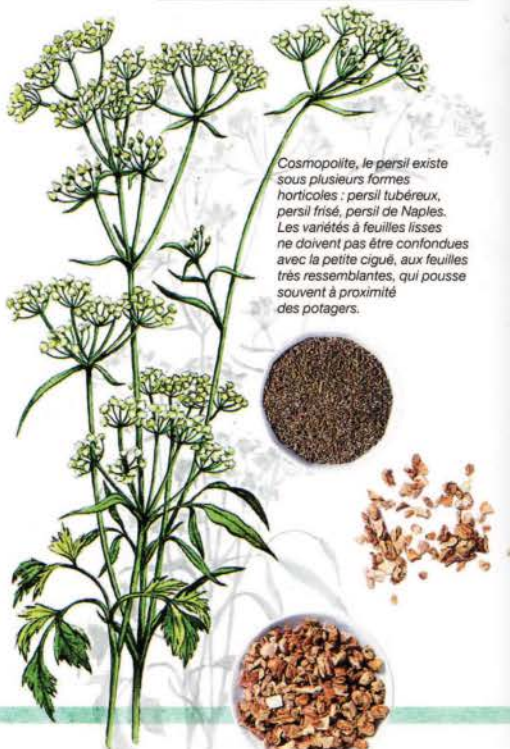 Cosmopolite, le persil existe
sous plusieurs formes
horticoles : persil tubéreux,
persil frisé, persil de Naples.
Les variétés à feuilles lisses
ne doivent pas être confondues
avec la petite ciguë, aux feuilles
très ressemblantes, qui pousse
souvent à proximité
des potagers.